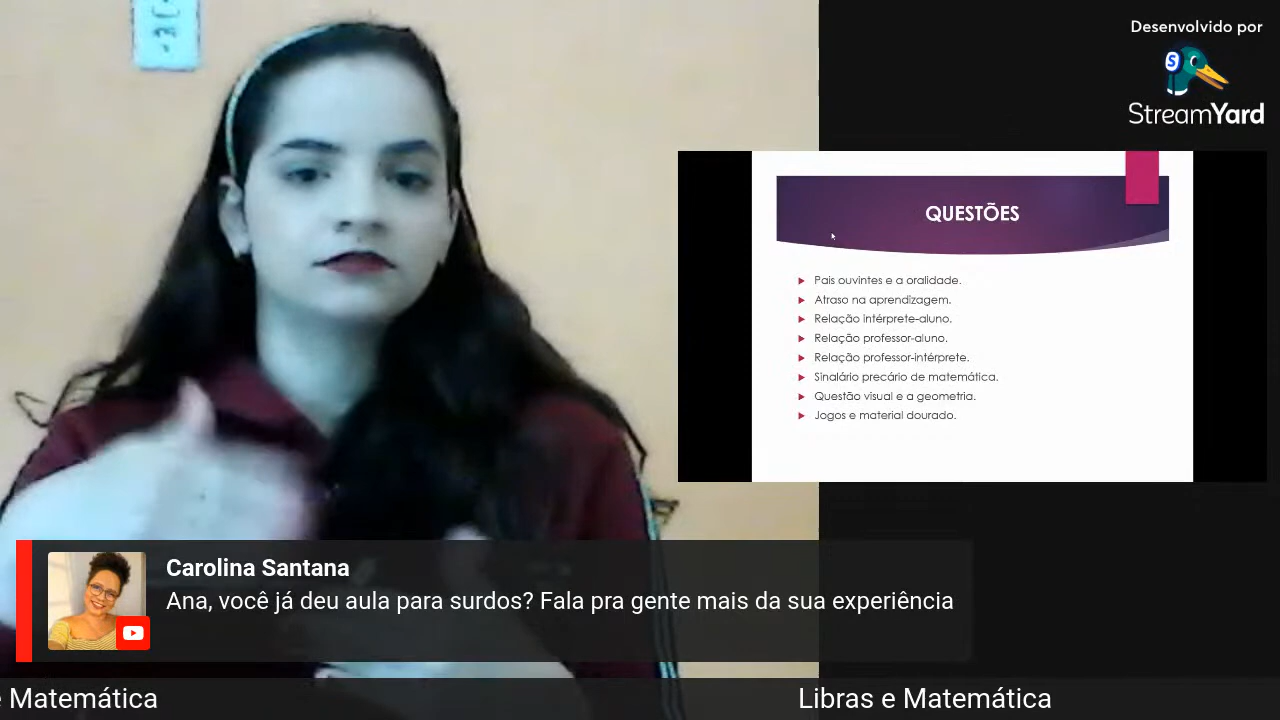 Desenvolvido por
StreamYard
QUESTÕES
Pais ouvintes e a oralidade.
Atraso na aprendizagem.
Relação intérprete-aluno.
Relação professor-aluno.
Relação professor-intérprete.
Sinalário precário de matemática.
Questão visual e a geometria.
Jogos e material dourado.
Carolina Santana
Ana, você já deu aula para surdos? Fala pra gente mais da sua experiência
e Matemática
Libras e Matemática